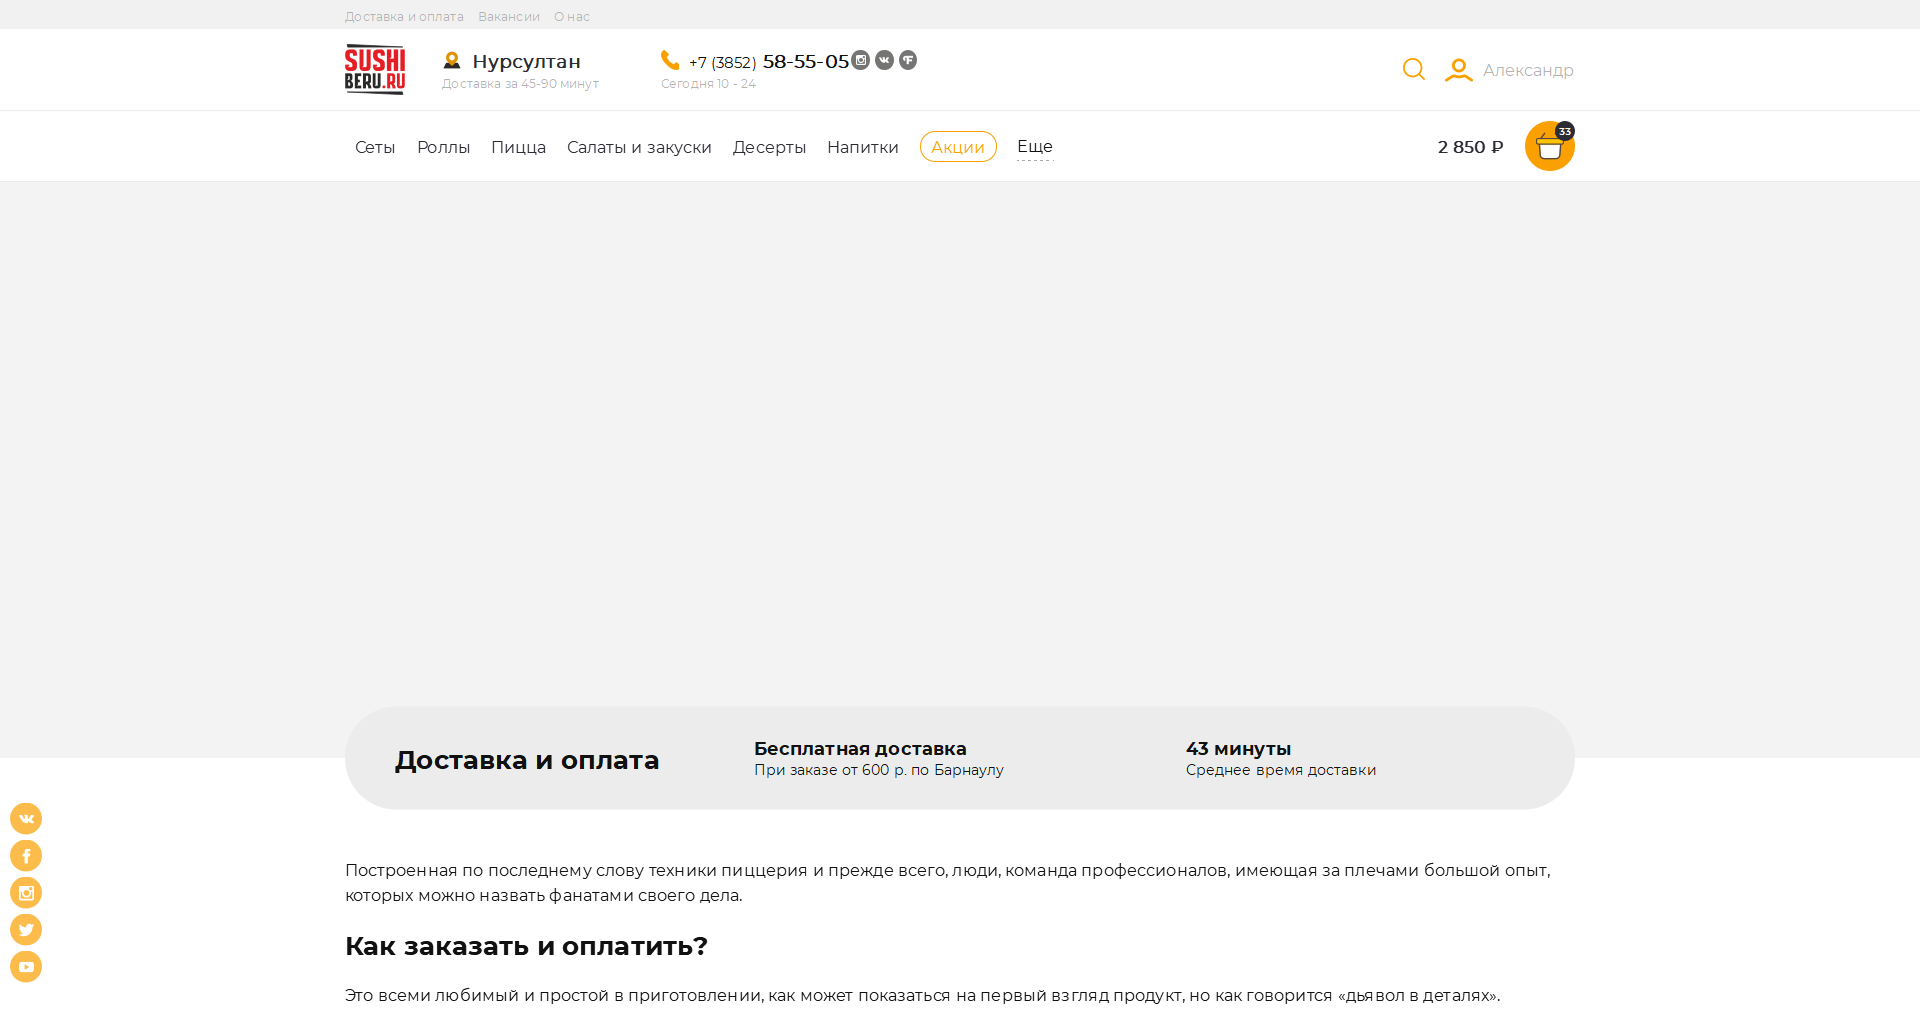 Доставка и оплата Вакансии О нас
SUSHI
BERU.RU
Нурсултан
Доставка за 45-90 минут
+7 (3852) 58-55-05
Сегодня 10 - 24
Александр
Сеты Роллы Пицца Салаты и закуски Десерты Напитки Акции Еще
2 850 ₽
33
Доставка и оплата
Бесплатная доставка
При заказе от 600 р. по Барнаулу
43 минуты
Среднее время доставки
Построенная по последнему слову техники пиццерия и прежде всего, люди, команда профессионалов, имеющая за плечами большой опыт,
которых можно назвать фанатами своего дела.
Как заказать и оплатить?
Это всеми любимый и простой в приготовлении, как может показаться на первый взгляд продукт, но как говорится «дьявол в деталях».